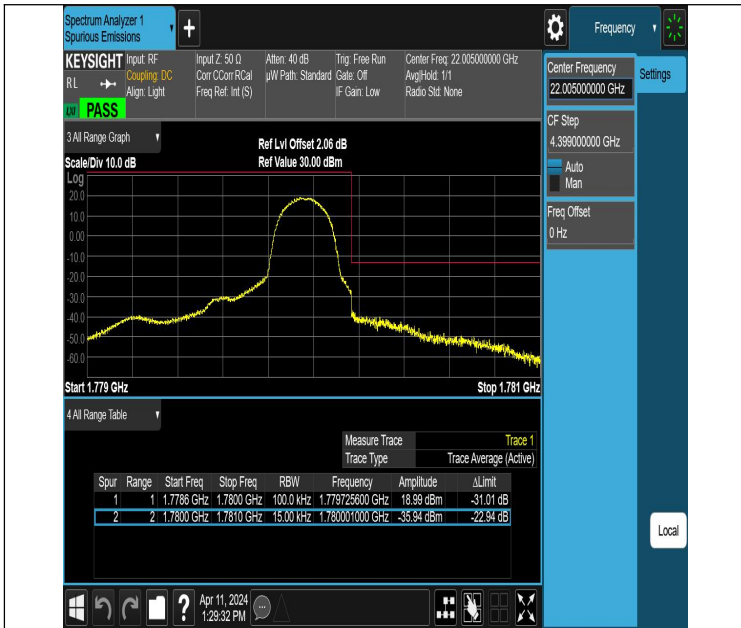 Spectrum Analyzer 1
Spurious Emissions
+
Frequency
KEYSIGHT
RL
PASS
Input: RF
Coupling: DC
Align: Light
Input Z: 50 Ω
Corr CCorr RCal
Freq Ref: Int (S)
Atten: 40 dB
µW Path: Standard
Trig: Free Run
Gate: Off
IF Gain: Low
Center Freq: 22.005000000 GHz
Avg|Hold: 1/1
Radio Std: None
Center Frequency
22.005000000 GHz
Settings
CF Step
4.399000000 GHz
Auto
Man
Freq Offset
0 Hz
3 All Range Graph
Ref Lvl Offset 2.06 dB
Scale/Div 10.0 dB
Ref Value 30.00 dBm
Log
20.0
10.0
0.00
-10.0
-20.0
-30.0
-40.0
-50.0
-60.0
Start 1.779 GHz
Stop 1.781 GHz
4 All Range Table
Measure Trace Trace 1
Trace Type Trace Average (Active)
Spur Range Start Freq Stop Freq RBW Frequency Amplitude ΔLimit
1 1 1.7786 GHz 1.7800 GHz 100.0 kHz 1.779725600 GHz 18.99 dBm -31.01 dB
2 2 1.7800 GHz 1.7810 GHz 15.00 kHz 1.780001000 GHz -35.94 dBm -22.94 dB
Local
?
Apr 11, 2024
1:29:32 PM